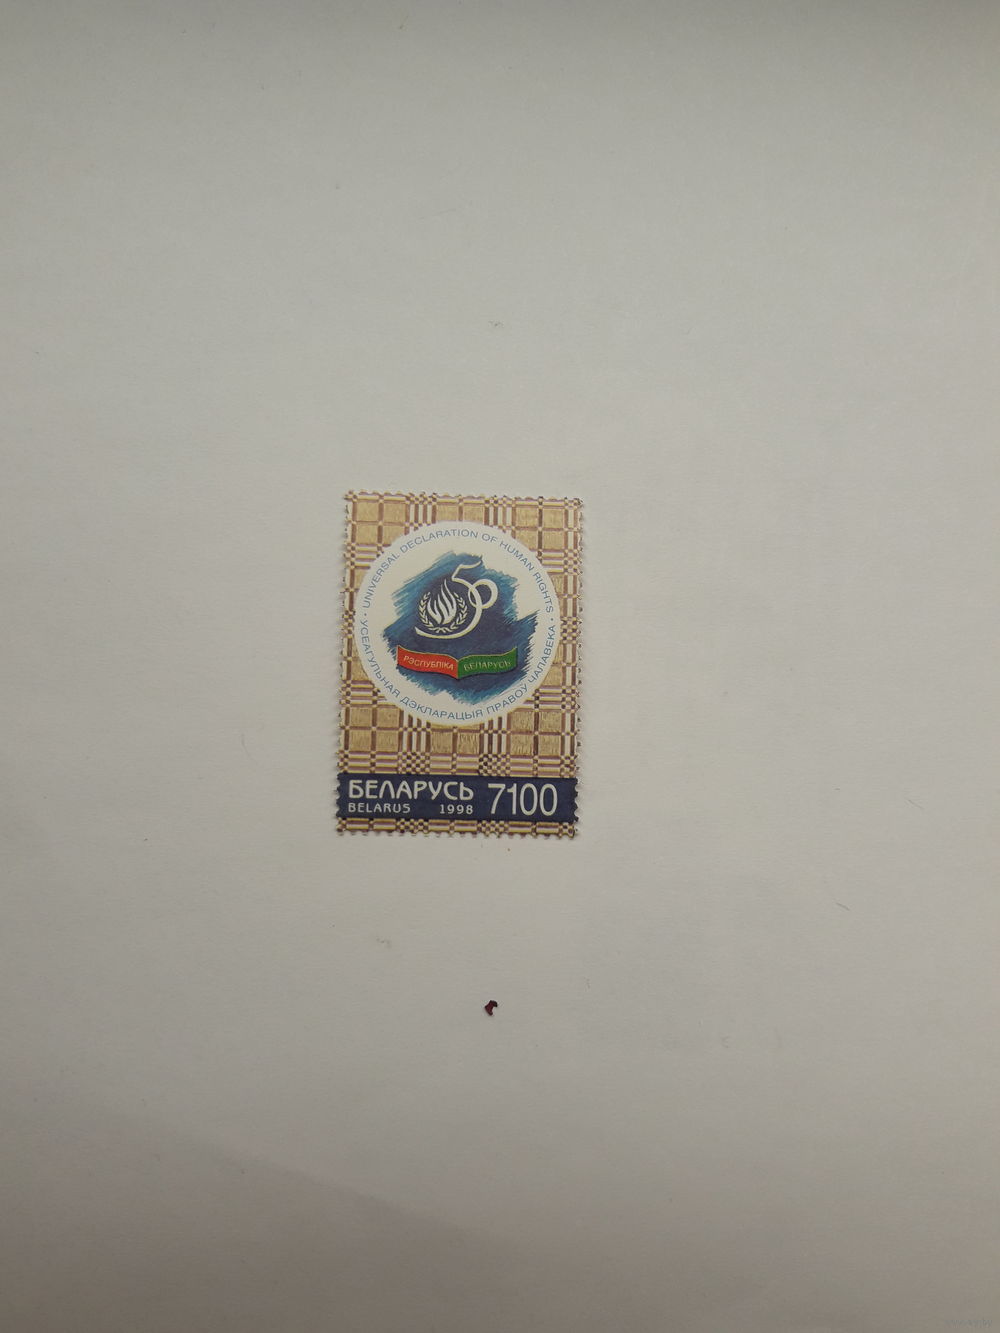 • UNIVERSAL DECLARATION OF HUMAN RIGHTS •
50
РЭСПУБЛІКА БЕЛАРУСЬ
УСЕАГУЛЬНАЯ ДЭКЛАРАЦЫЯ ПРАВОЎ ЧАЛАВЕКА
БЕЛАРУСЬ 7100
BELARUS 1998